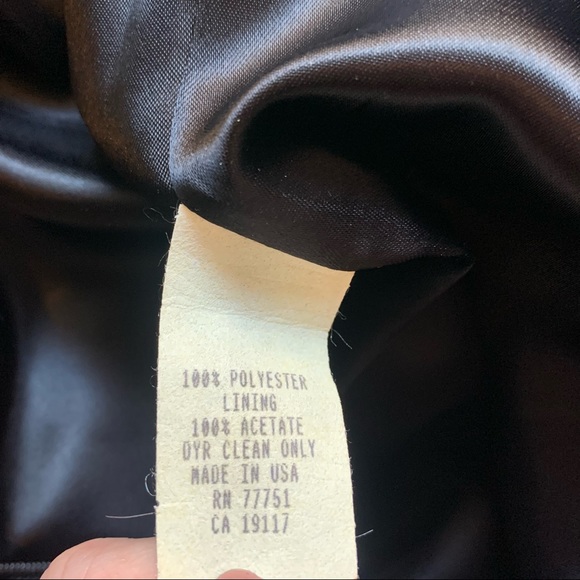 100% POLYESTER
LINING
100% ACETATE
DYR CLEAN ONLY
MADE IN USA
RN 77751
CA 19117